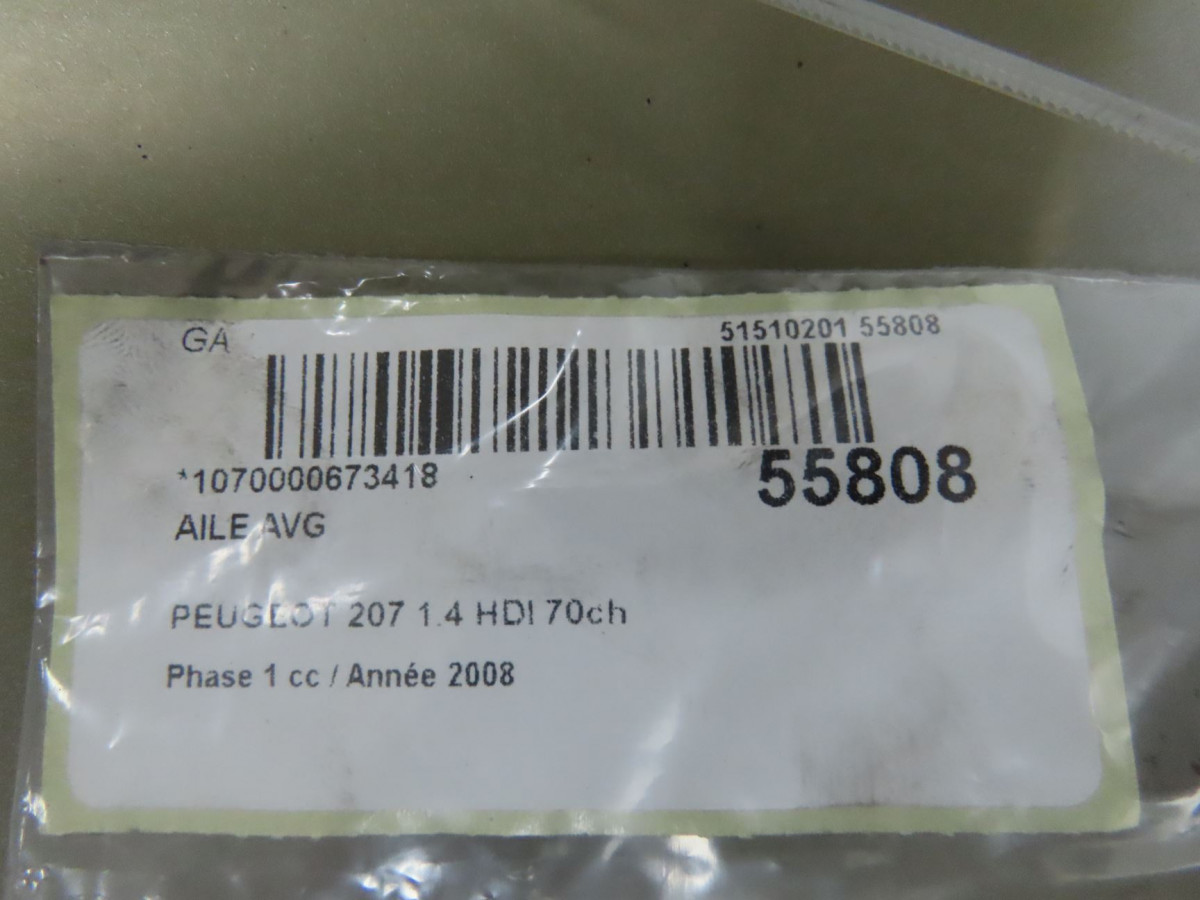 GA 51510201 55808
*1070000673418 55808
AILE AVG
PEUGEOT 207 1.4 HDI 70ch
Phase 1 cc / Année 2008